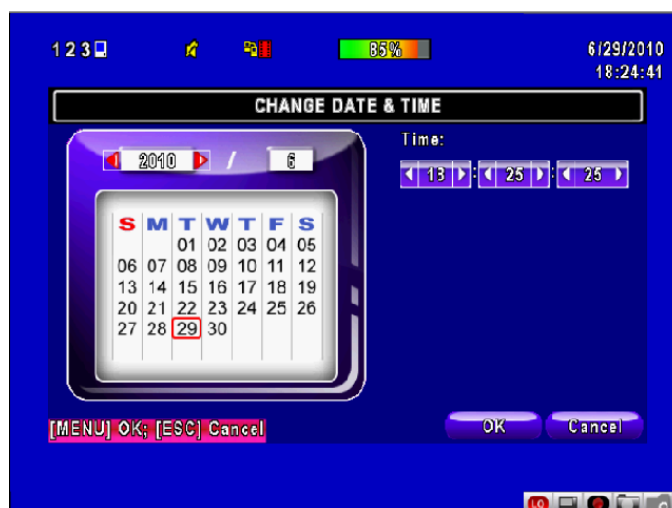 1 2 3
85%
6/29/2010
18:24:41
CHANGE DATE & TIME
2010 / 6
Time:
18 : 25 : 25
S M T W T F S
01 02 03 04 05
06 07 08 09 10 11 12
13 14 15 16 17 18 19
20 21 22 23 24 25 26
27 28 29 30
[MENU] OK; [ESC] Cancel
OK Cancel
LO